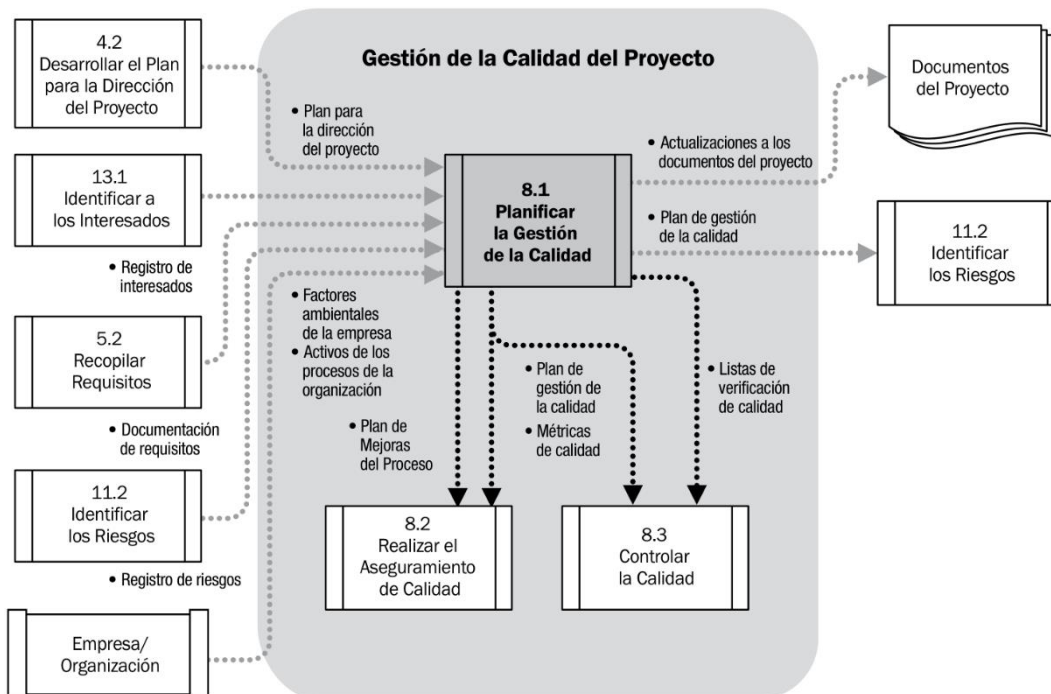 Gestión de la Calidad del Proyecto
4.2
Desarrollar el Plan
para la Dirección
del Proyecto
13.1
Identificar a
los Interesados
• Registro de
interesados
5.2
Recopilar
Requisitos
• Documentación
de requisitos
11.2
Identificar
los Riesgos
• Registro de riesgos
Empresa/
Organización
• Plan para
la dirección
del proyecto
• Factores
ambientales
de la empresa
• Activos de los
procesos de la
organización
8.1
Planificar
la Gestión
de la Calidad
• Actualizaciones a los
documentos del proyecto
• Plan de gestión
de la calidad
Documentos
del Proyecto
11.2
Identificar
los Riesgos
• Plan de
Mejoras
del Proceso
• Plan de
gestión de
la calidad
• Métricas
de calidad
• Listas de
verificación
de calidad
8.2
Realizar el
Aseguramiento
de Calidad
8.3
Controlar
la Calidad